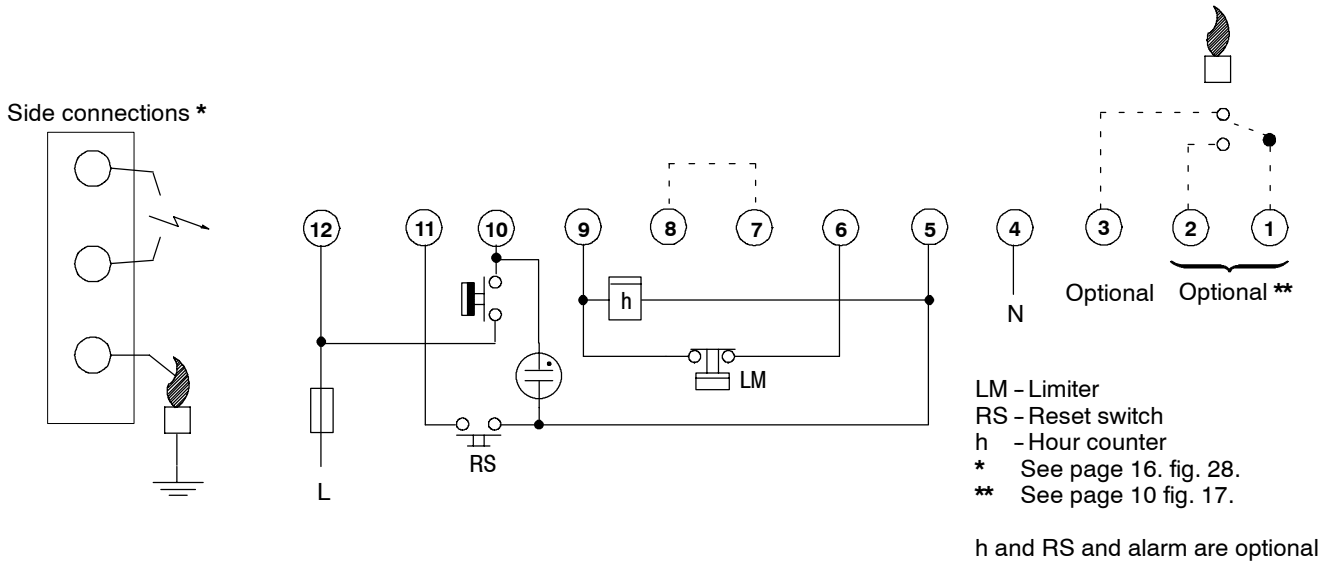 Side connections *
12
11
10
9
8
7
6
5
4
3
2
1
h
N
Optional
Optional **
LM
RS
L
LM – Limiter
RS – Reset switch
h – Hour counter
* See page 16. fig. 28.
** See page 10 fig. 17.
h and RS and alarm are optional